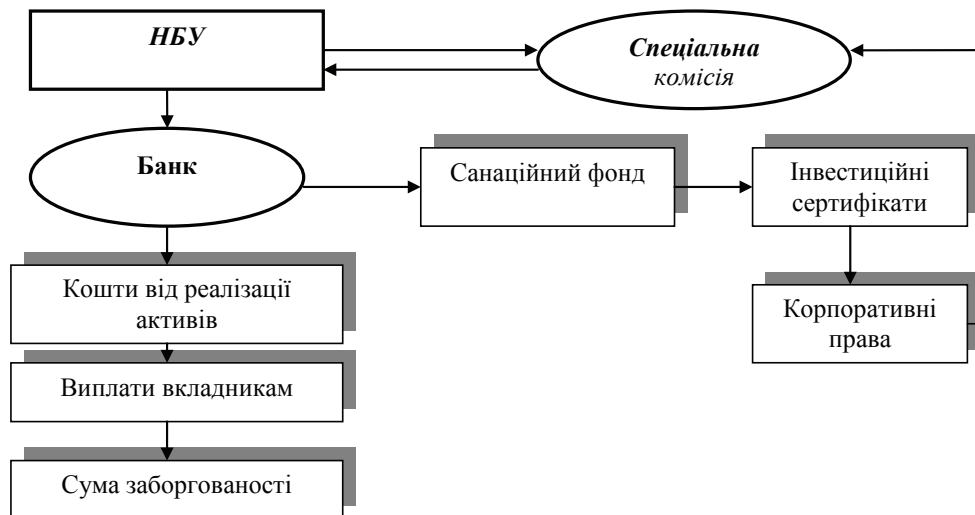 НБУ
Спеціальна
комісія
Банк
Санаційний фонд
Інвестиційні
сертифікати
Кошти від реалізації
активів
Корпоративні
права
Виплати вкладникам
Сума заборгованості